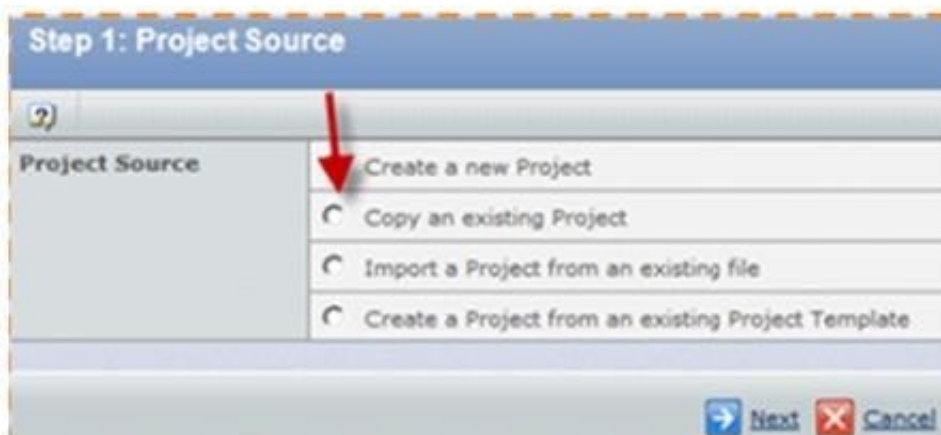 Step 1: Project Source
Project Source
Create a new Project
Copy an existing Project
Import a Project from an existing file
Create a Project from an existing Project Template
Next Cancel